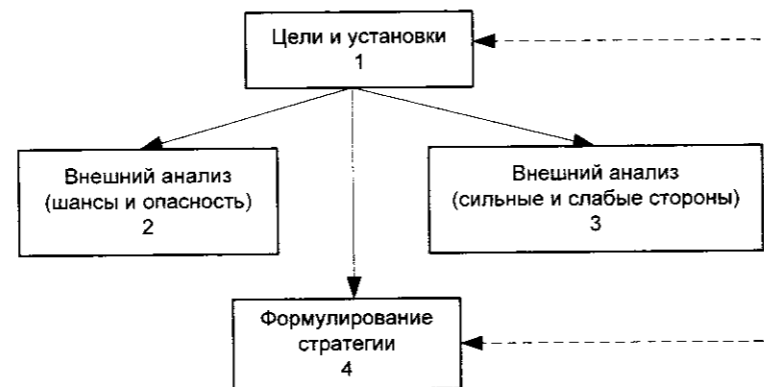 Цели и установки
1
Внешний анализ
(шансы и опасность)
2
Внешний анализ
(сильные и слабые стороны)
3
Формулирование
стратегии
4